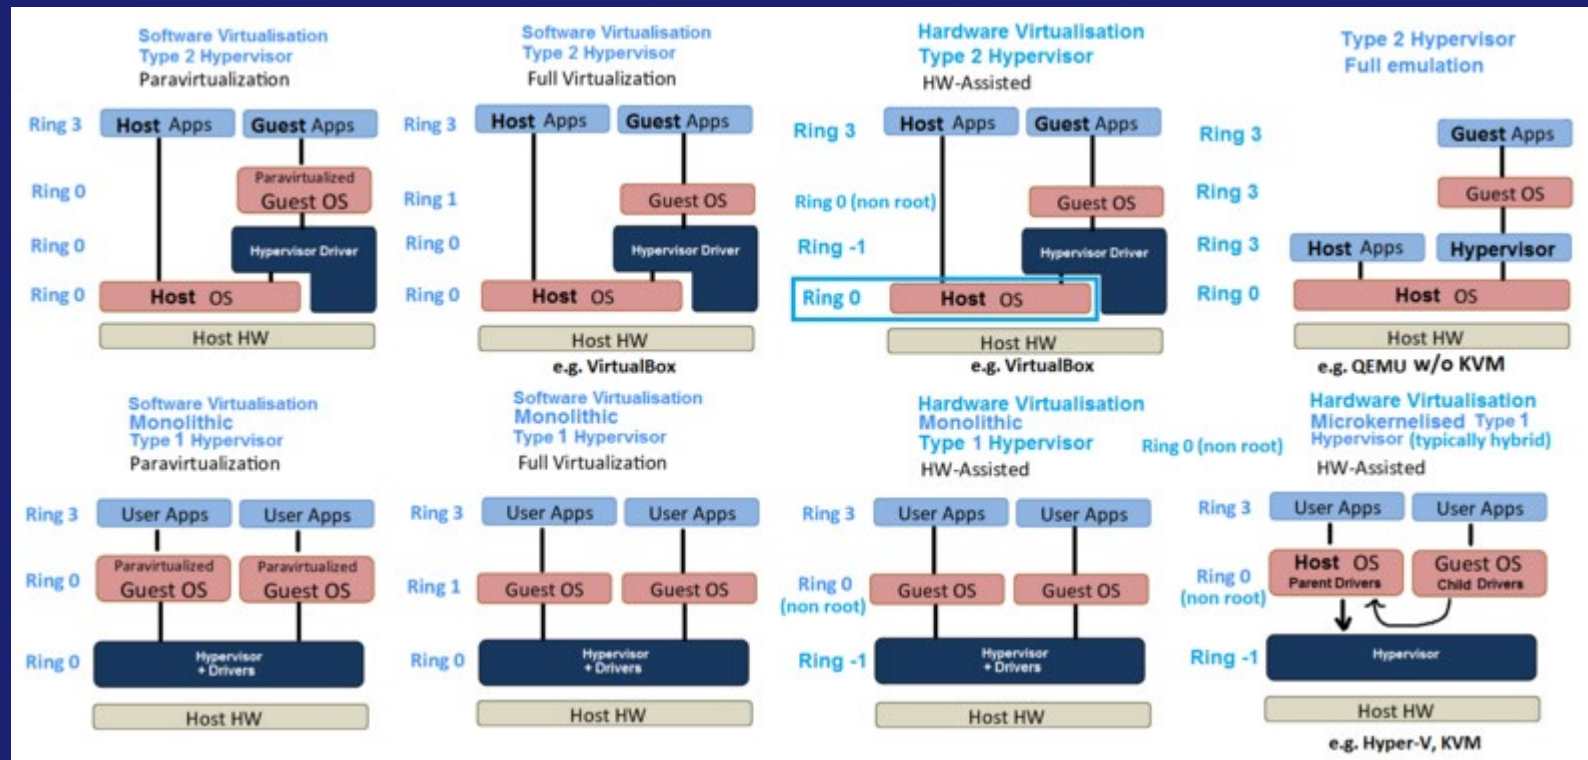 Software Virtualisation
Type 2 Hypervisor
Paravirtualization
Ring 3
Host Apps
Guest Apps
Ring 0
Paravirtualized
Guest OS
Ring 0
Hypervisor Driver
Ring 0
Host OS
Host HW
Software Virtualisation
Type 2 Hypervisor
Full Virtualization
Ring 3
Host Apps
Guest Apps
Ring 1
Guest OS
Ring 0
Hypervisor Driver
Ring 0
Host OS
Host HW
e.g. VirtualBox
Hardware Virtualisation
Type 2 Hypervisor
HW-Assisted
Ring 3
Host Apps
Guest Apps
Ring 0 (non root)
Guest OS
Ring -1
Hypervisor Driver
Ring 0
Host OS
Host HW
e.g. VirtualBox
Type 2 Hypervisor
Full emulation
Ring 3
Guest Apps
Ring 3
Guest OS
Ring 3
Host Apps
Hypervisor
Ring 0
Host OS
Host HW
e.g. QEMU w/o KVM
Software Virtualisation
Monolithic
Type 1 Hypervisor
Paravirtualization
Ring 3
User Apps
User Apps
Ring 0
Paravirtualized
Guest OS
Paravirtualized
Guest OS
Ring 0
Hypervisor
+ Drivers
Host HW
Software Virtualisation
Monolithic
Type 1 Hypervisor
Full Virtualization
Ring 3
User Apps
User Apps
Ring 1
Guest OS
Guest OS
Ring 0
Hypervisor
+ Drivers
Host HW
Hardware Virtualisation
Monolithic
Type 1 Hypervisor
HW-Assisted
Ring 3
User Apps
User Apps
Ring 0
(non root)
Guest OS
Guest OS
Ring -1
Hypervisor
+ Drivers
Host HW
Hardware Virtualisation
Microkernelised Type 1
Hypervisor (typically hybrid)
Ring 0 (non root)
HW-Assisted
Ring 3
User Apps
User Apps
Ring 0
(non root)
Host OS
Parent Drivers
Guest OS
Child Drivers
Ring -1
Hypervisor
Host HW
e.g. Hyper-V, KVM